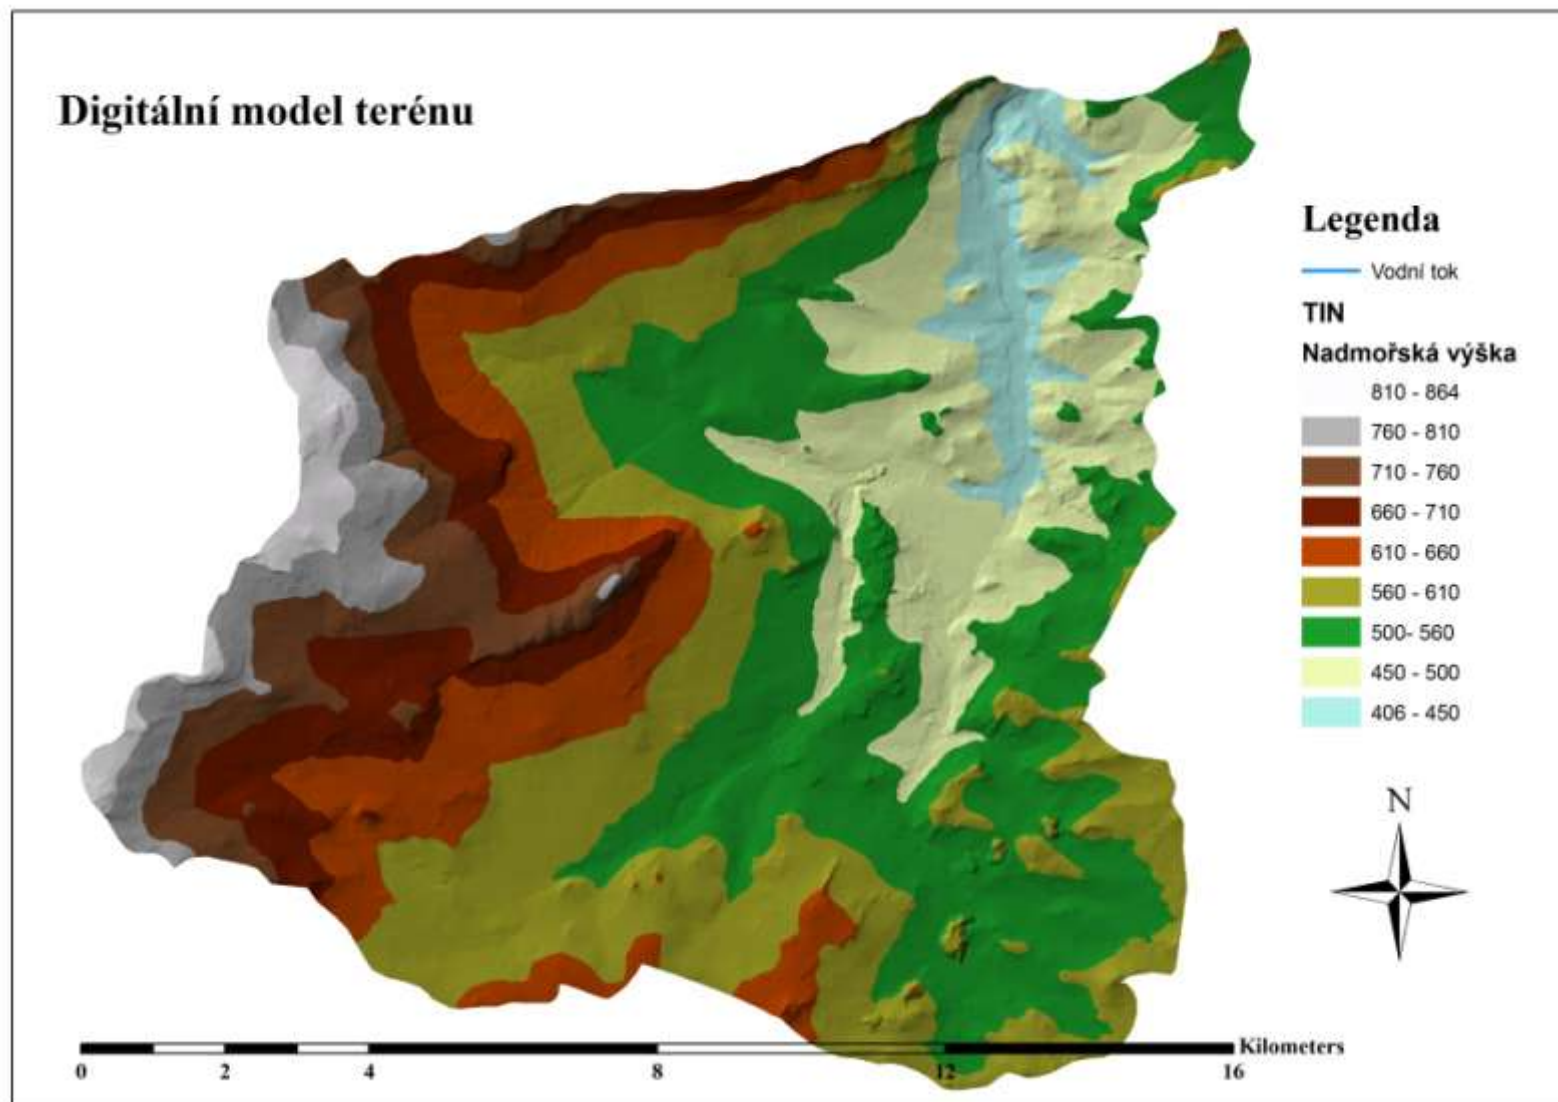 Digitální model terénu
Legenda
Vodní tok
TIN
Nadmořská výška
810 - 864
760 - 810
710 - 760
660 - 710
610 - 660
560 - 610
500- 560
450 - 500
406 - 450
N
Kilometers
0 2 4 8 12 16